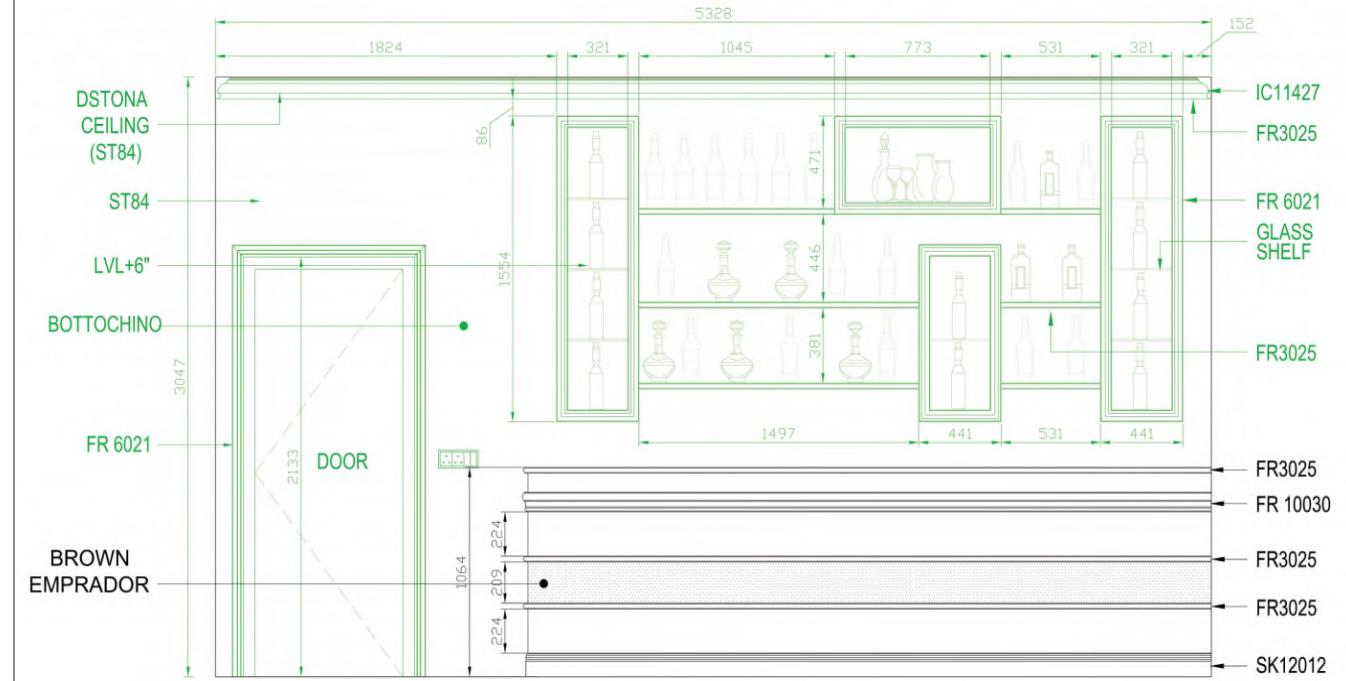 5328
152
1824
321
1045
773
531
321
DSTONA
CEILING
(ST84)
IC11427
86
FR3025
471
ST84
FR 6021
GLASS
SHELF
LVL+6"
446
1554
BOTTOCHINO
381
FR3025
3047
1497
441
531
441
FR 6021
2133
DOOR
FR3025
FR 10030
224
BROWN
EMPRADOR
1064
209
FR3025
FR3025
224
SK12012